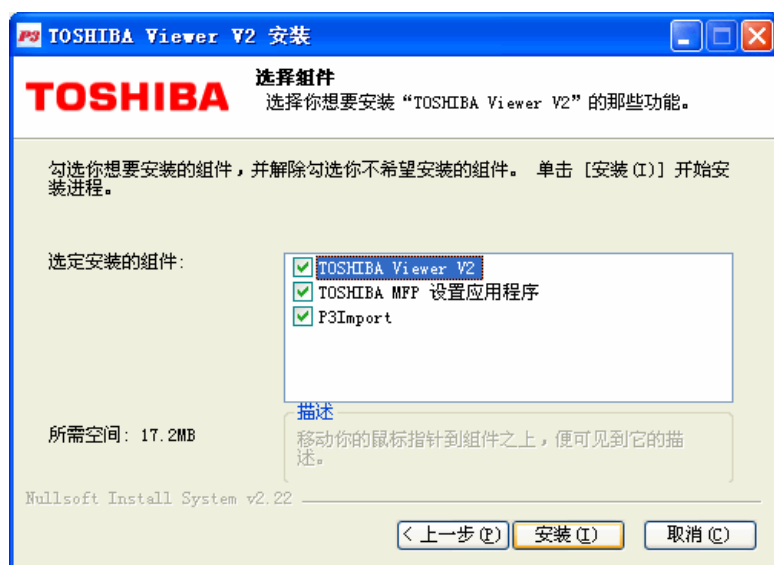 P3 TOSHIBA Viewer V2 安装
TOSHIBA
选择组件
选择你想要安装“TOSHIBA Viewer V2”的那些功能。
勾选你想要安装的组件，并解除勾选你不希望安装的组件。 单击 [安装(I)] 开始安
装进程。
选定安装的组件:
TOSHIBA Viewer V2
TOSHIBA MFP 设置应用程序
P3Import
所需空间: 17.2MB
描述
移动你的鼠标指针到组件之上，便可见到它的描
述。
Nullsoft Install System v2.22
< 上一步(P)
安装(I)
取消(C)